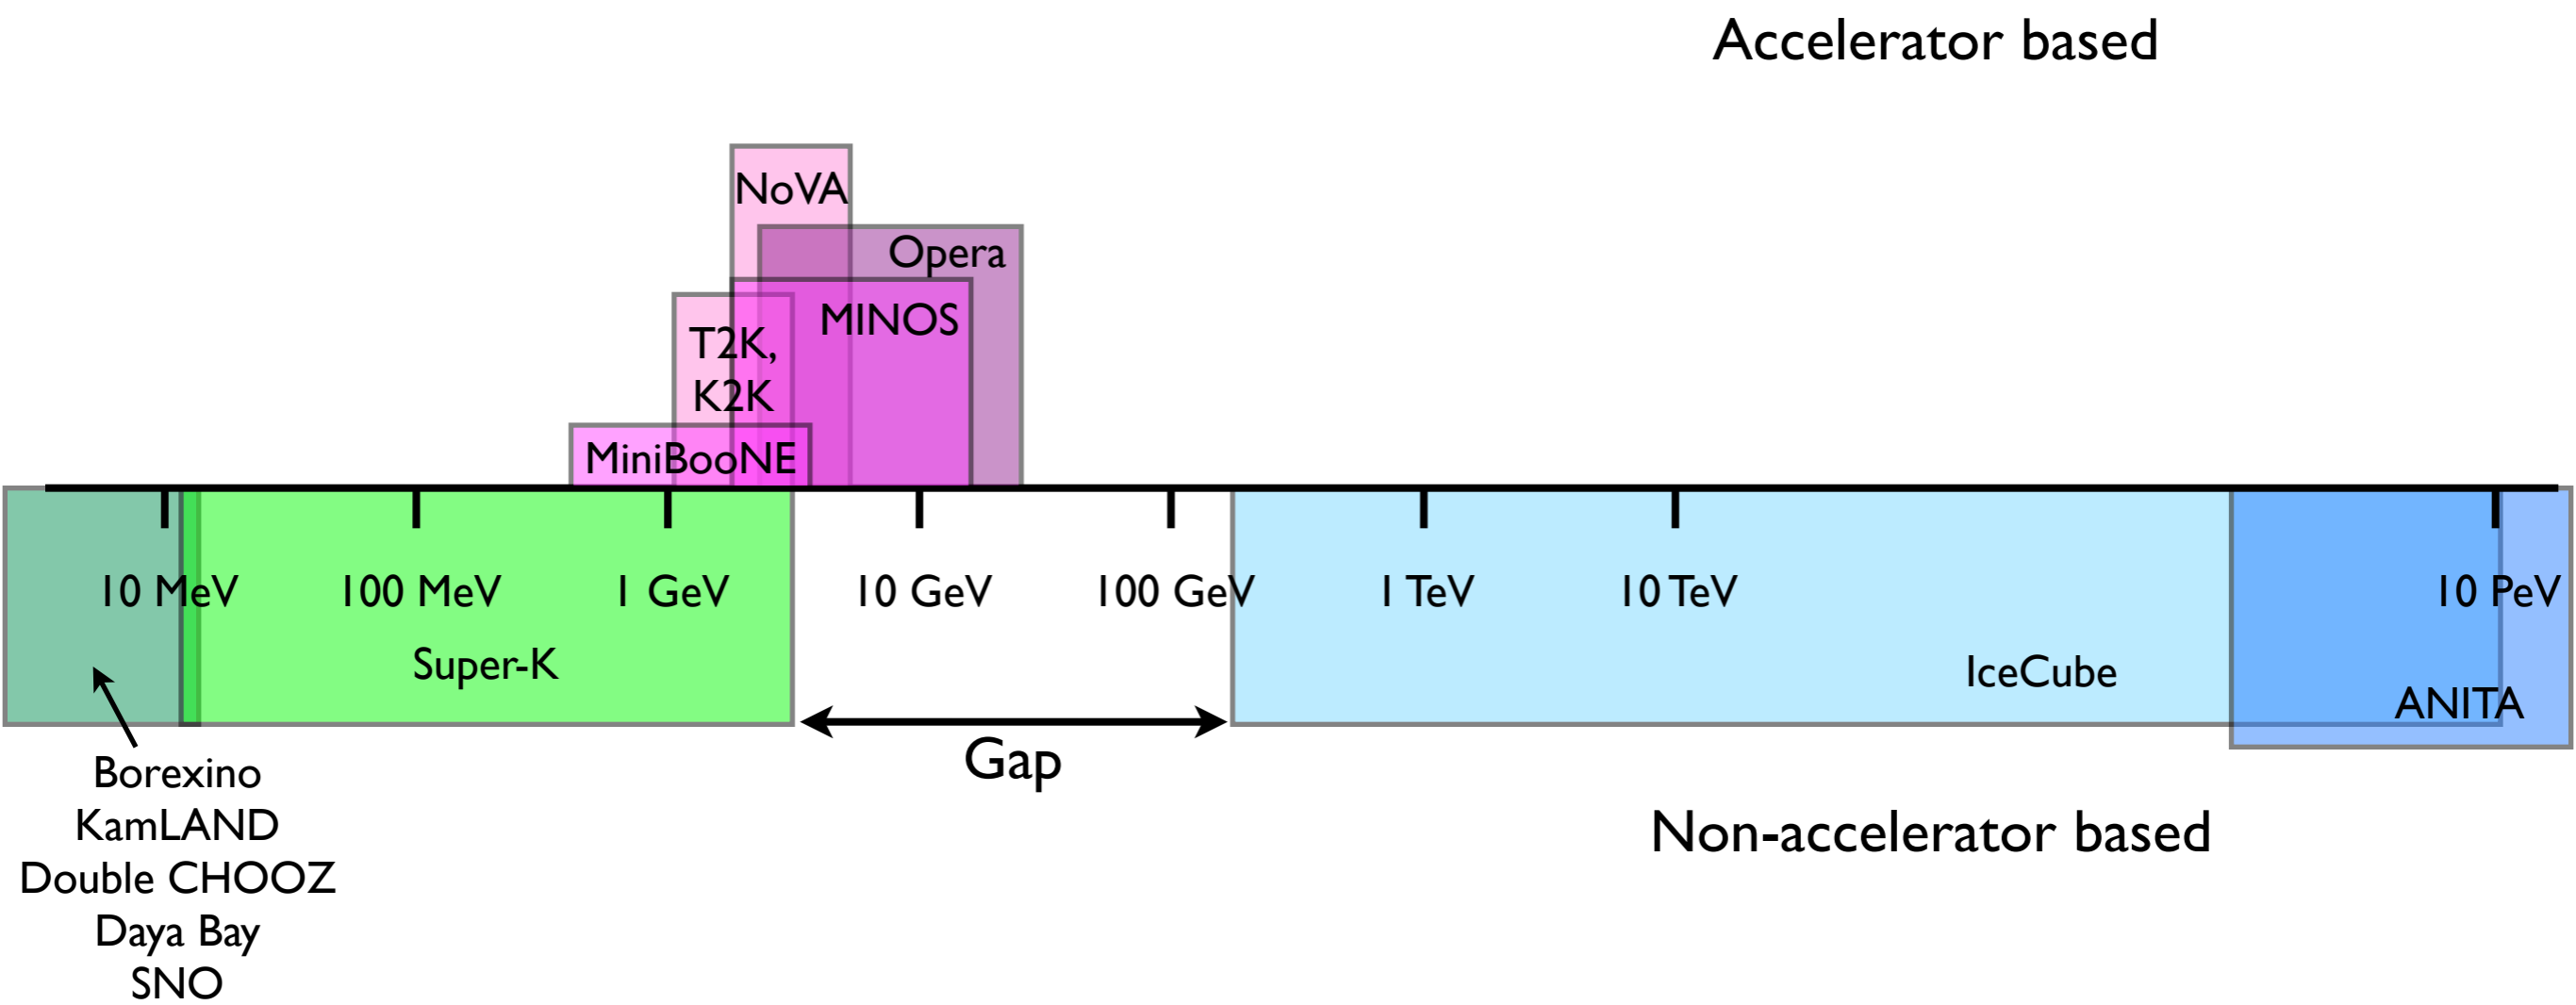 Accelerator based
NoVA
Opera
MINOS
T2K,
K2K
MiniBooNE
10 MeV
100 MeV
1 GeV
10 GeV
100 GeV
1 TeV
10 TeV
10 PeV
Super-K
IceCube
ANITA
Gap
Borexino
KamLAND
Double CHOOZ
Daya Bay
SNO
Non-accelerator based